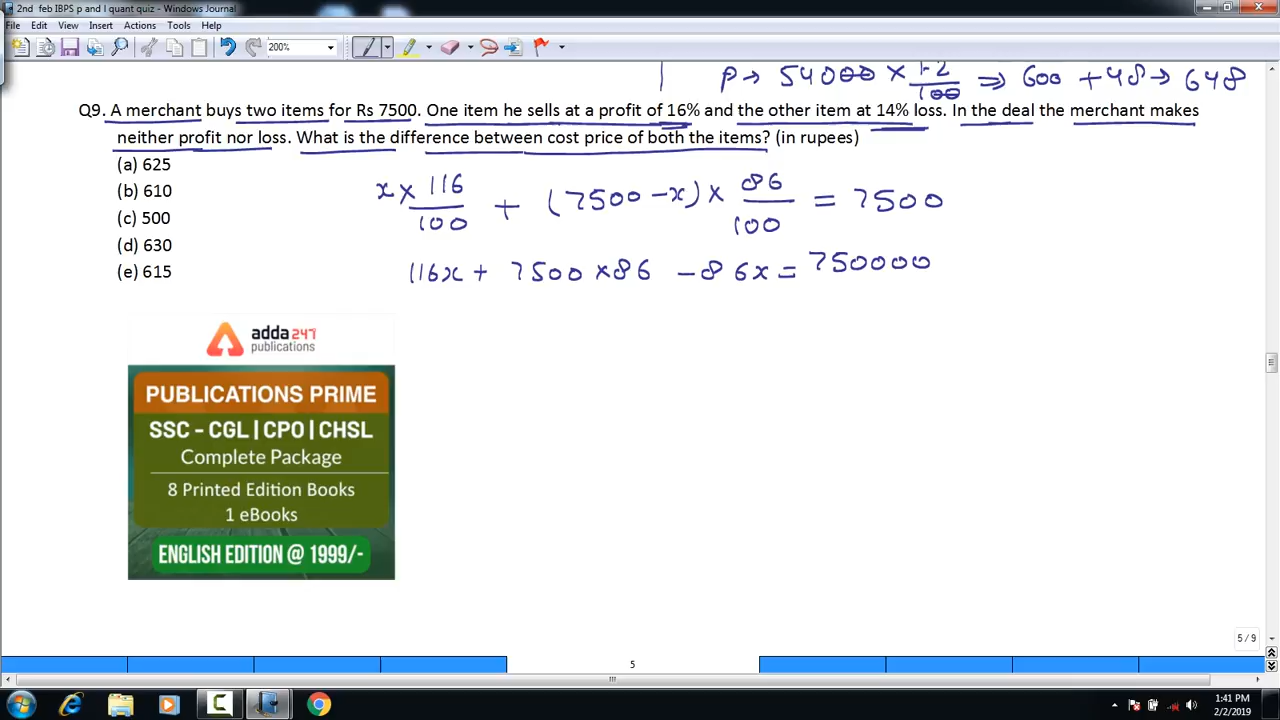 2nd feb IBPS p and I quant quiz - Windows Journal
File Edit View Insert Actions Tools Help
200%
p → 54000 × 12/100 ⇒ 600 + 48 → 648
Q9. A merchant buys two items for Rs 7500. One item he sells at a profit of 16% and the other item at 14% loss. In the deal the merchant makes
neither profit nor loss. What is the difference between cost price of both the items? (in rupees)
(a) 625
(b) 610
(c) 500
(d) 630
(e) 615
x × 116/100 + (7500 - x) × 86/100 = 7500
116x + 7500 × 86 - 86x = 750000
adda247
publications
PUBLICATIONS PRIME
SSC - CGL | CPO | CHSL
Complete Package
8 Printed Edition Books
1 eBooks
ENGLISH EDITION @ 1999/-
5 / 9
5
1:41 PM
2/2/2019